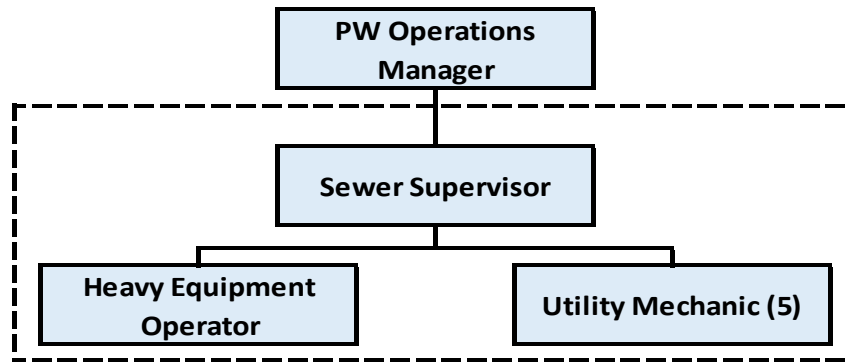 PW Operations
Manager
Sewer Supervisor
Heavy Equipment
Operator
Utility Mechanic (5)